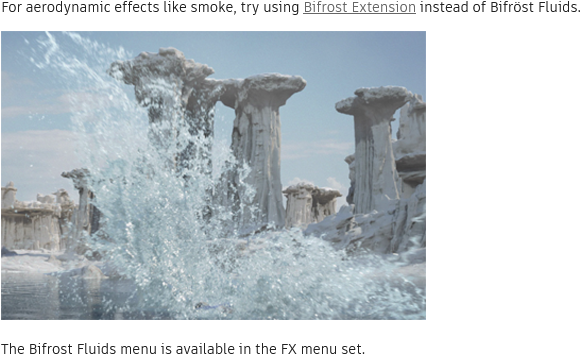 For aerodynamic effects like smoke, try using Bifrost Extension instead of Bifröst Fluids.
The Bifrost Fluids menu is available in the FX menu set.